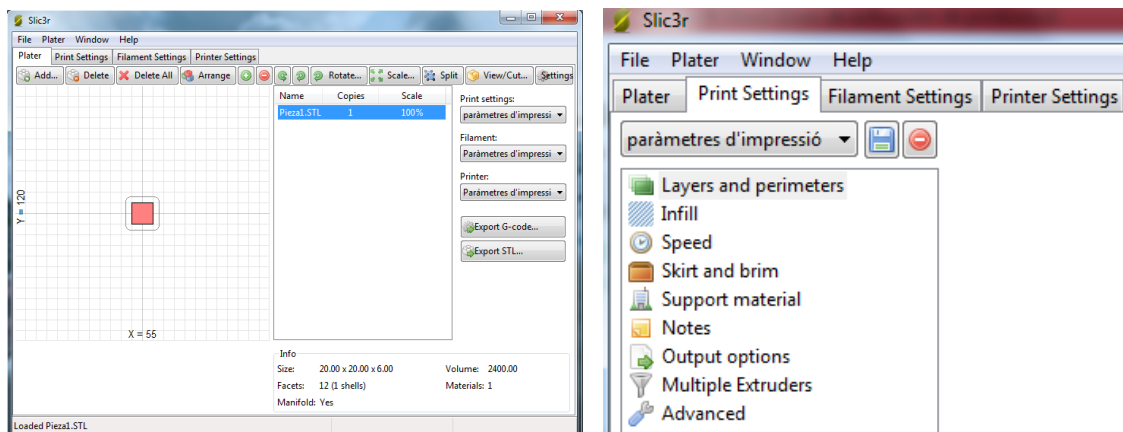 Slic3r
File Plater Window Help
Plater Print Settings Filament Settings Printer Settings
Add... Delete Delete All Arrange Rotate... Scale... Split View/Cut... Settings
Name Copies Scale
Pieza1.STL 1 100%
Print settings:
paràmetres d'impressi
Filament:
Paràmetres d'impressi
Printer:
Paràmetres d'impressi
Export G-code...
Export STL...
Y = 120
X = 55
Info
Size: 20.00 x 20.00 x 6.00 Volume: 2400.00
Facets: 12 (1 shells) Materials: 1
Manifold: Yes
Loaded Pieza1.STL
Slic3r
File Plater Window Help
Plater Print Settings Filament Settings Printer Settings
paràmetres d'impressió
Layers and perimeters
Infill
Speed
Skirt and brim
Support material
Notes
Output options
Multiple Extruders
Advanced